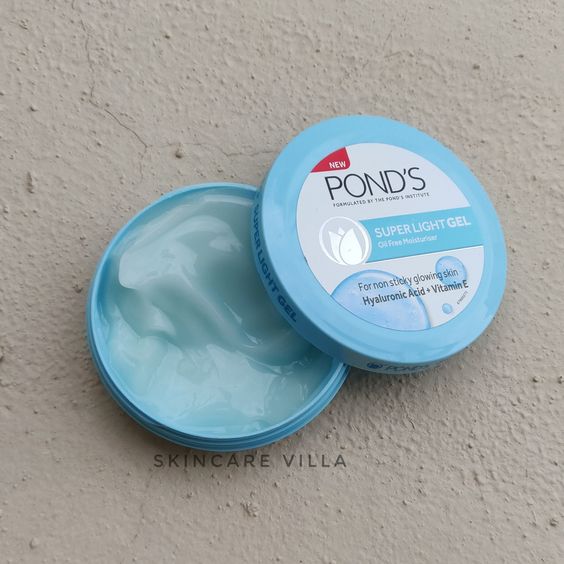 NEW
POND'S
FORMULATED BY THE POND'S INSTITUTE
SUPER LIGHT GEL
Oil Free Moisturiser
For non sticky glowing skin
Hyaluronic Acid + Vitamin E
SUPER LIGHT GEL
POND'S
SKINCARE VILLA